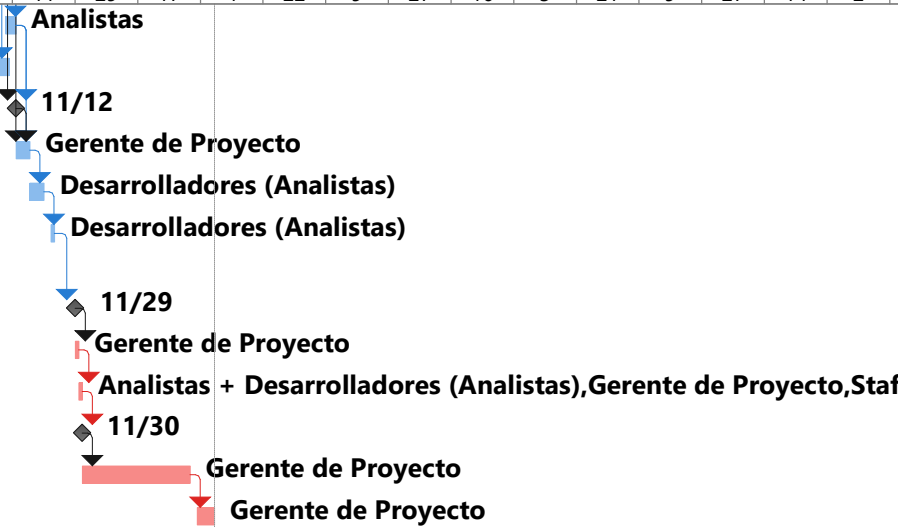 Analistas
11/12
Gerente de Proyecto
Desarrolladores (Analistas)
Desarrolladores (Analistas)
11/29
Gerente de Proyecto
Analistas + Desarrolladores (Analistas),Gerente de Proyecto,Staf
11/30
Gerente de Proyecto
Gerente de Proyecto